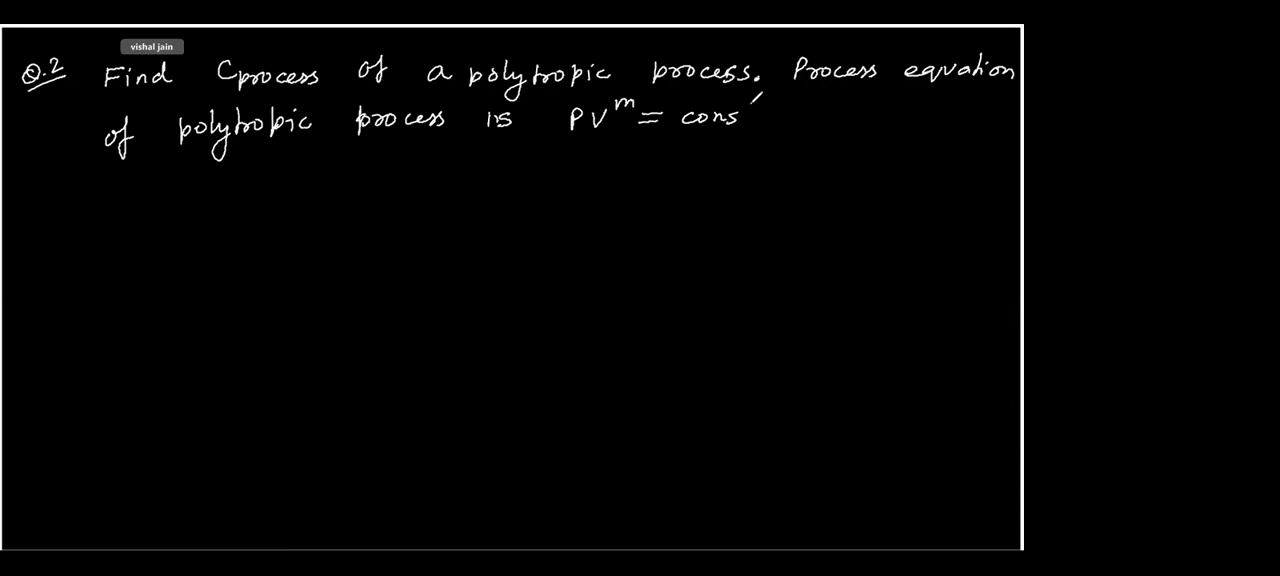 vishal jain
Q.2 Find Cprocess of a polytropic process. Process equation
of polytropic process is PV^m = cons